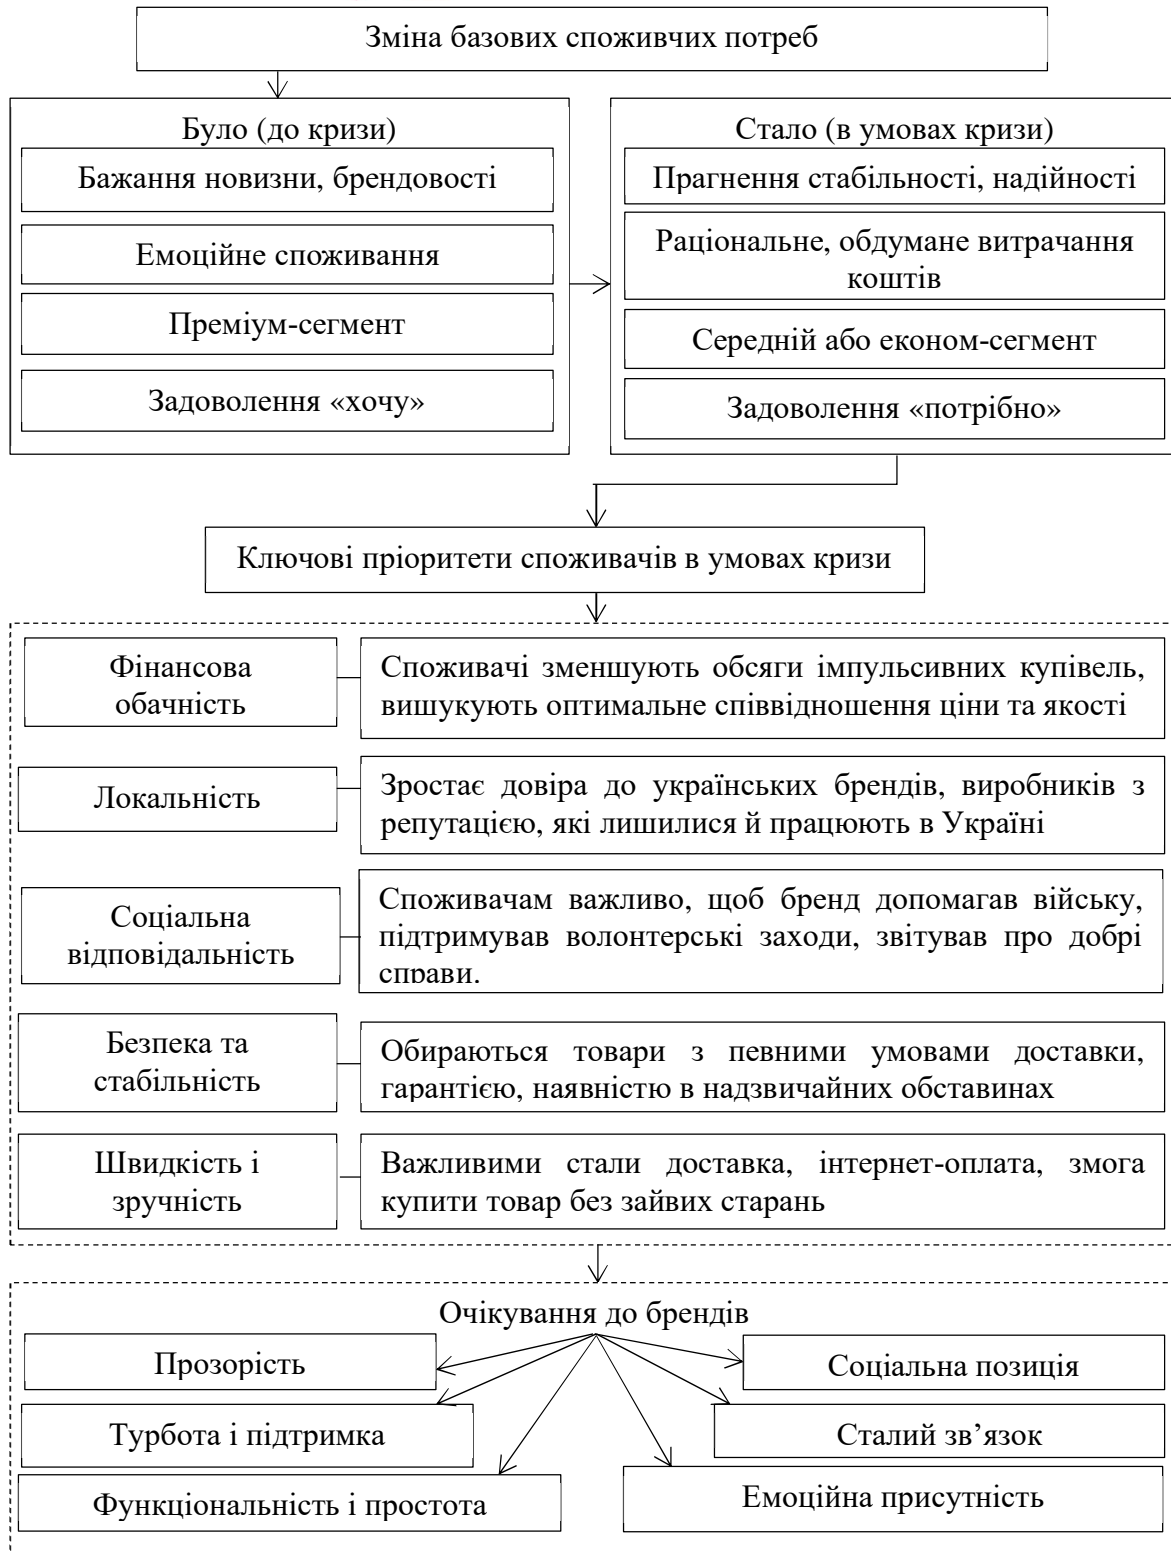 Зміна базових споживчих потреб
Було (до кризи)
Бажання новизни, брендовості
Емоційне споживання
Преміум-сегмент
Задоволення «хочу»
Стало (в умовах кризи)
Прагнення стабільності, надійності
Раціональне, обдумане витрачання
коштів
Середній або економ-сегмент
Задоволення «потрібно»
Ключові пріоритети споживачів в умовах кризи
Фінансова
обачність
Споживачі зменшують обсяги імпульсивних купівель,
вишукують оптимальне співвідношення ціни та якості
Локальність
Зростає довіра до українських брендів, виробників з
репутацією, які лишилися й працюють в Україні
Соціальна
відповідальність
Споживачам важливо, щоб бренд допомагав війську,
підтримував волонтерські заходи, звітував про добрі
справи.
Безпека та
стабільність
Обираються товари з певними умовами доставки,
гарантією, наявністю в надзвичайних обставинах
Швидкість і
зручність
Важливими стали доставка, інтернет-оплата, змога
купити товар без зайвих старань
Очікування до брендів
Прозорість
Турбота і підтримка
Функціональність і простота
Соціальна позиція
Сталий зв’язок
Емоційна присутність